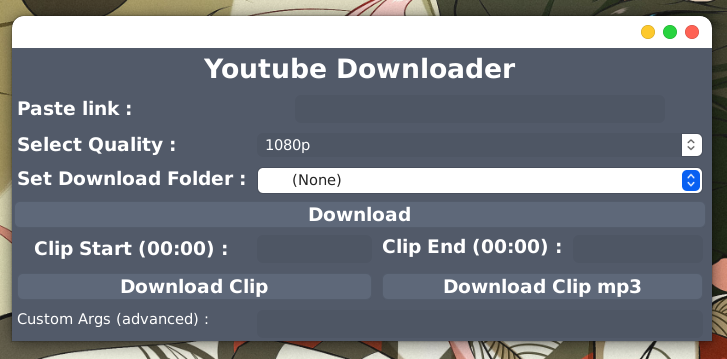 Youtube Downloader
Paste link :
Select Quality : 1080p
Set Download Folder : (None)
Download
Clip Start (00:00) : Clip End (00:00) :
Download Clip Download Clip mp3
Custom Args (advanced) :